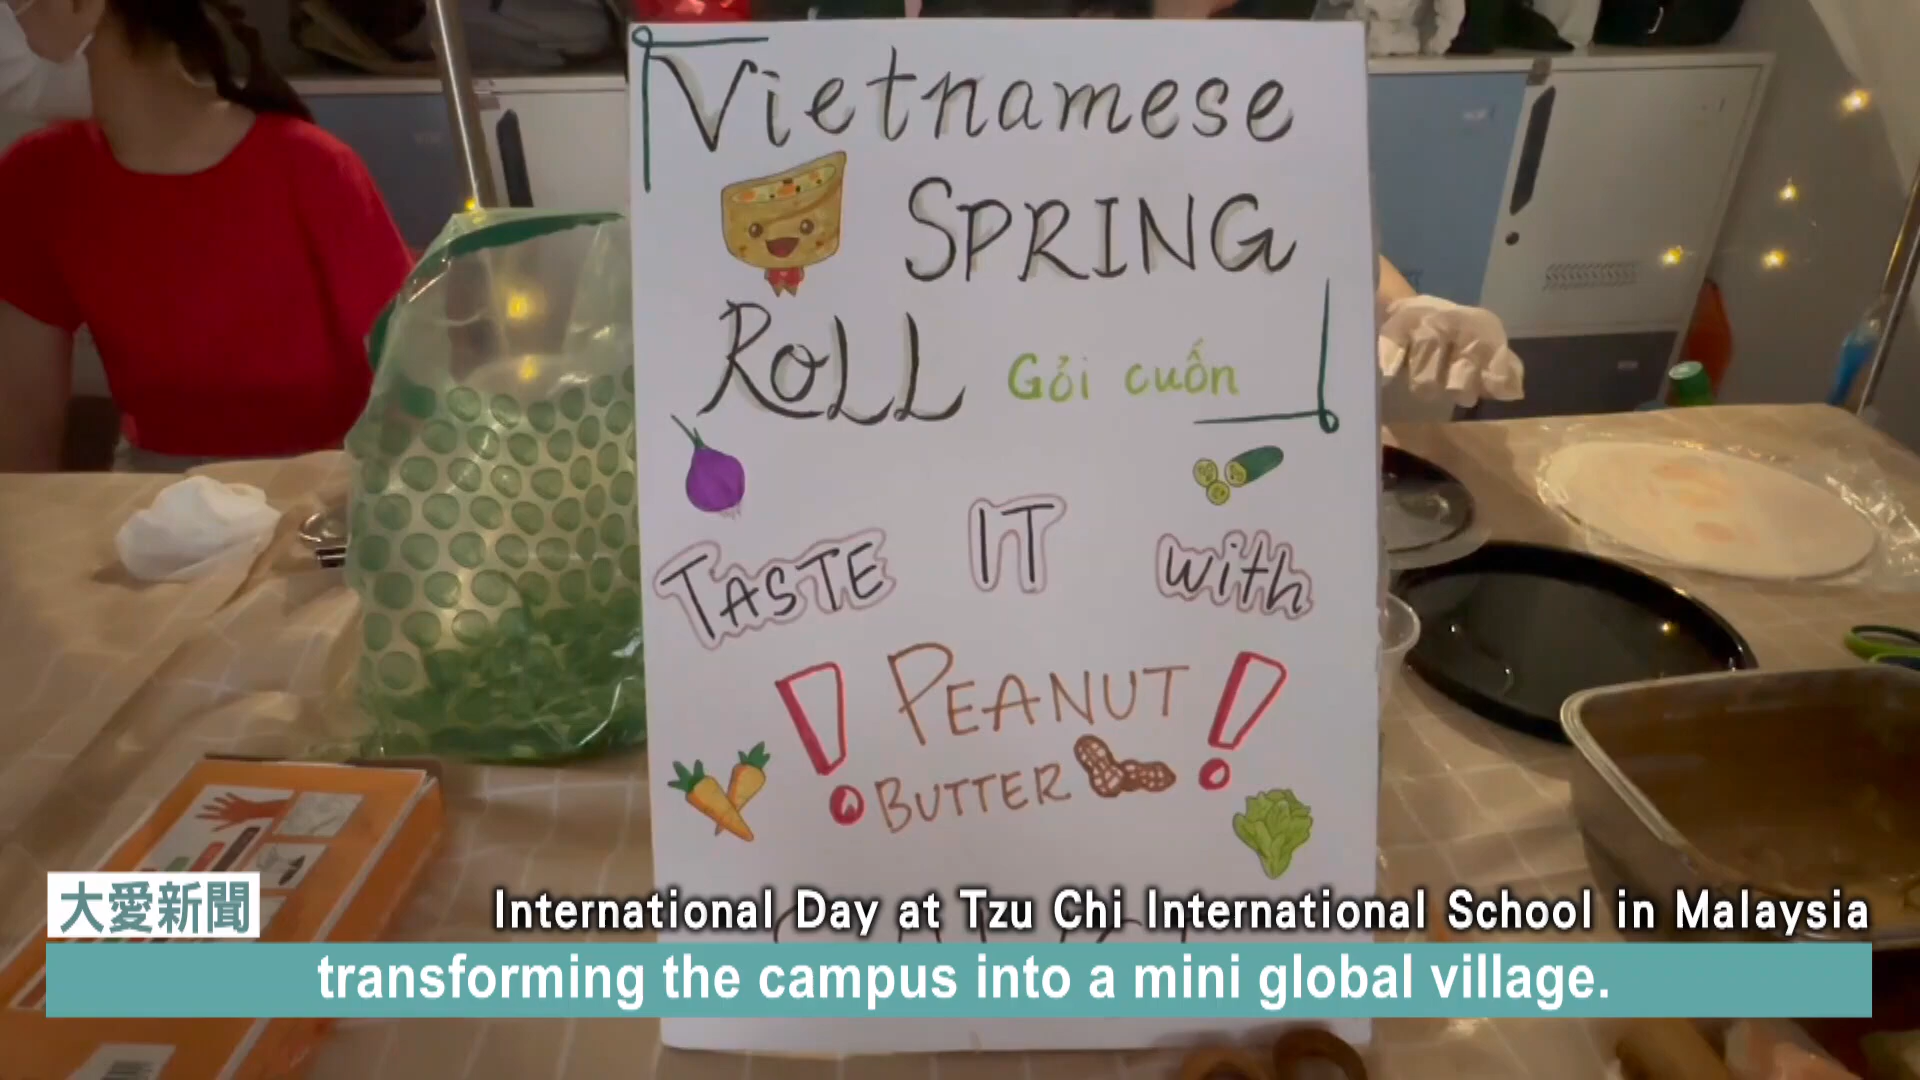 Vietnamese
SPRING
ROLL Gỏi cuốn
TASTE IT with
! PEANUT !
BUTTER
大愛新聞
International Day at Tzu Chi International School in Malaysia
transforming the campus into a mini global village.